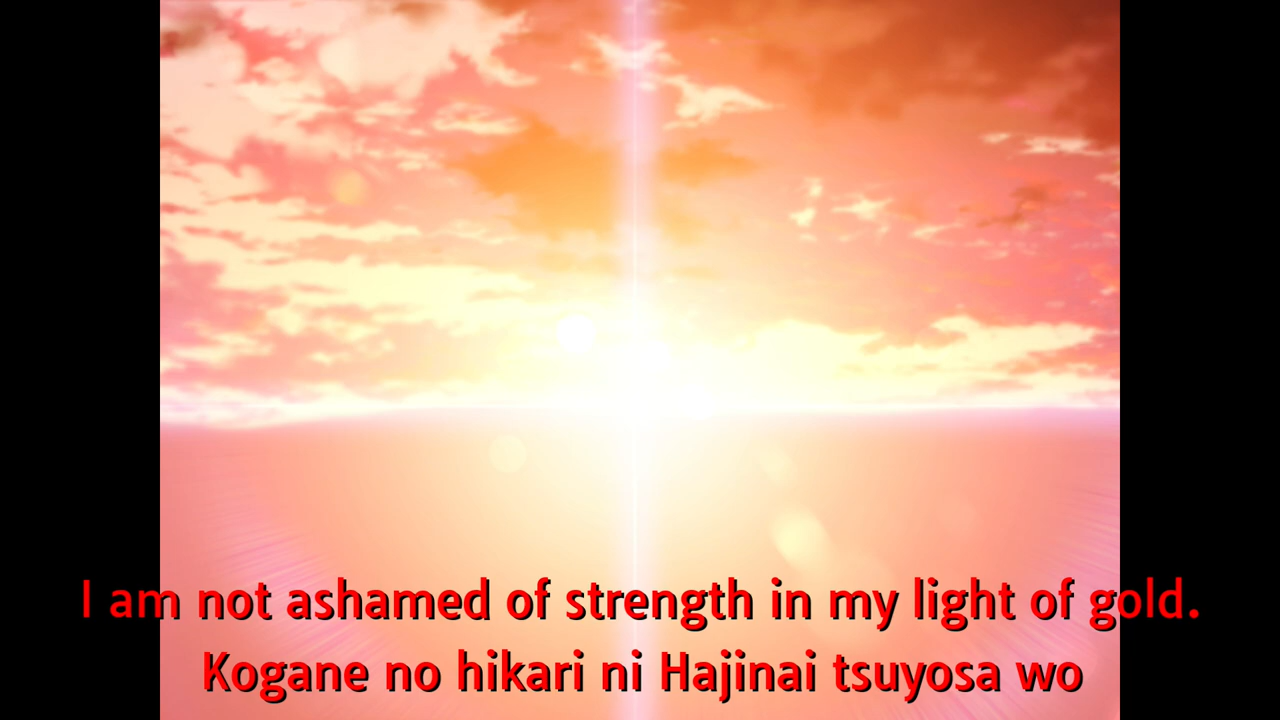 I am not ashamed of strength in my light of gold.
Kogane no hikari ni Hajinai tsuyosa wo